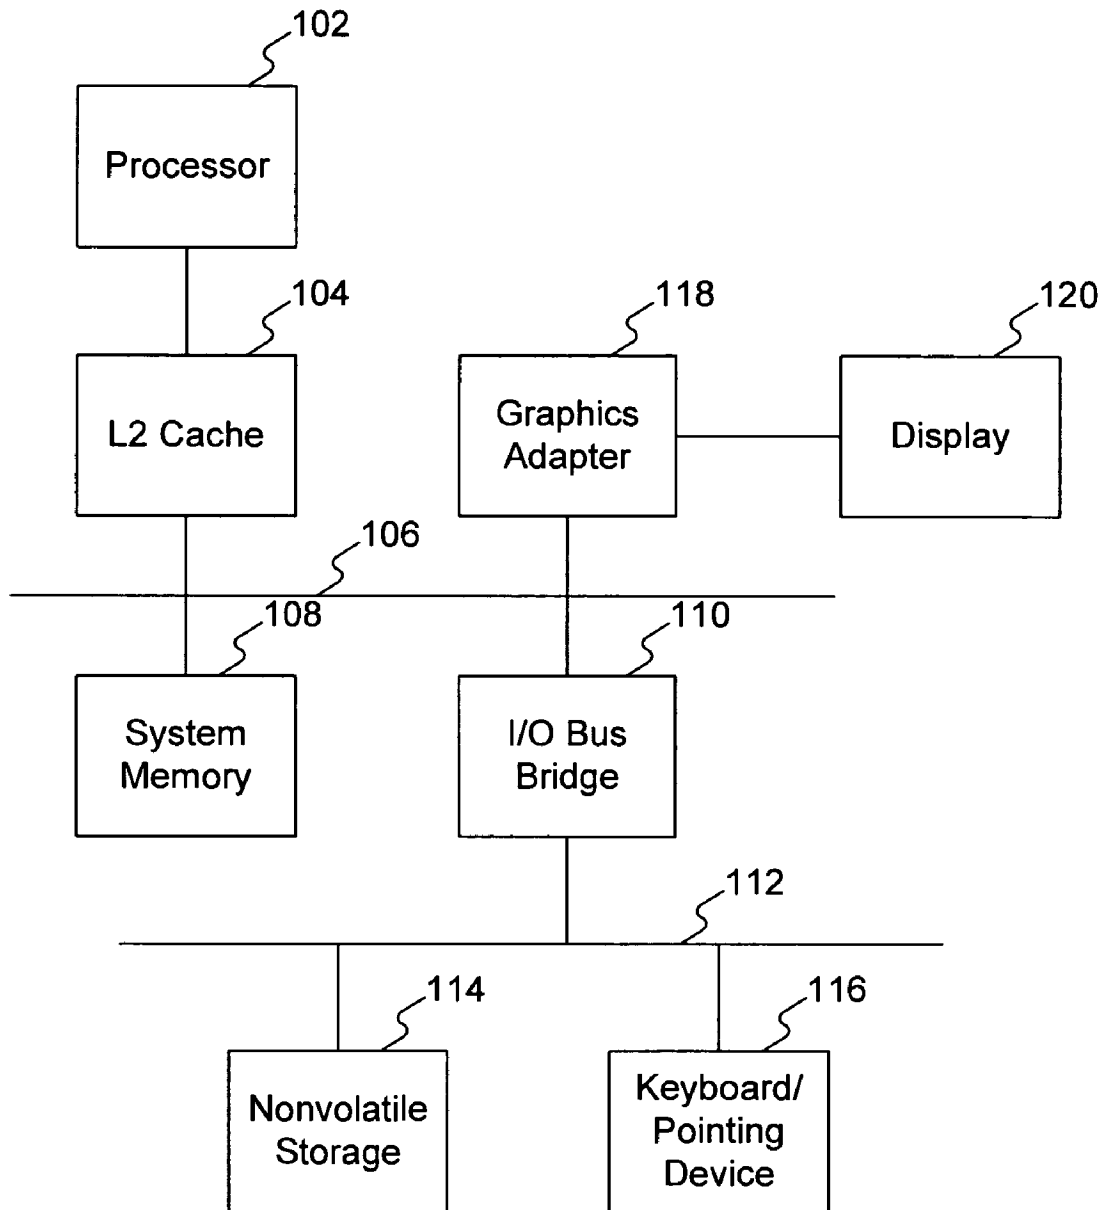 102
Processor
104
118
120
L2 Cache
Graphics
Adapter
Display
106
108
110
System
Memory
I/O Bus
Bridge
112
114
116
Nonvolatile
Storage
Keyboard/
Pointing
Device